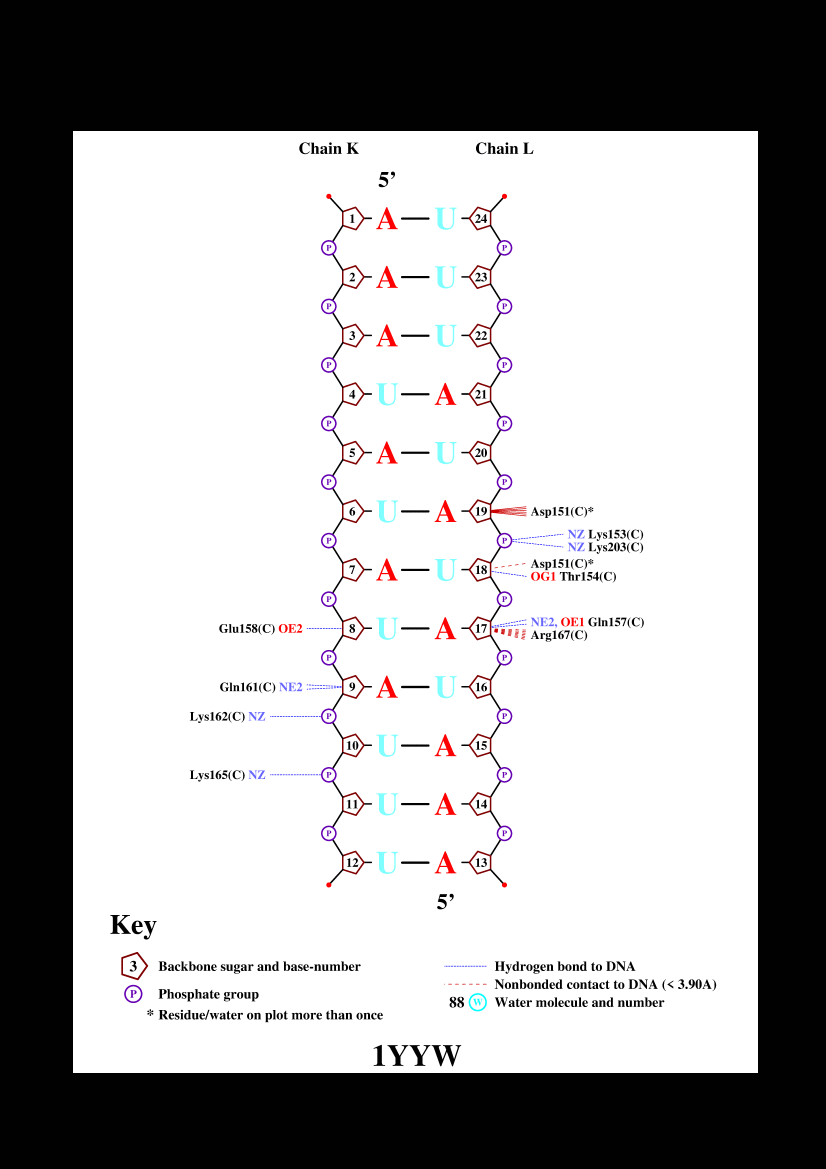 Chain K Chain L
5’
1 A U 24
P P
2 A U 23
P P
3 A U 22
P P
4 U A 21
P P
5 A U 20
P P
6 U A 19 Asp151(C)*
P P NZ Lys153(C)
NZ Lys203(C)
7 A U 18 Asp151(C)*
OG1 Thr154(C)
P P
Glu158(C) OE2 8 U A 17 NE2, OE1 Gln157(C)
Arg167(C)
P P
Gln161(C) NE2 9 A U 16
Lys162(C) NZ P P
10 U A 15
Lys165(C) NZ P P
11 U A 14
P P
12 U A 13
5’
Key
3 Backbone sugar and base-number
P Phosphate group
* Residue/water on plot more than once
Hydrogen bond to DNA
Nonbonded contact to DNA (< 3.90A)
88 W Water molecule and number
1YYW